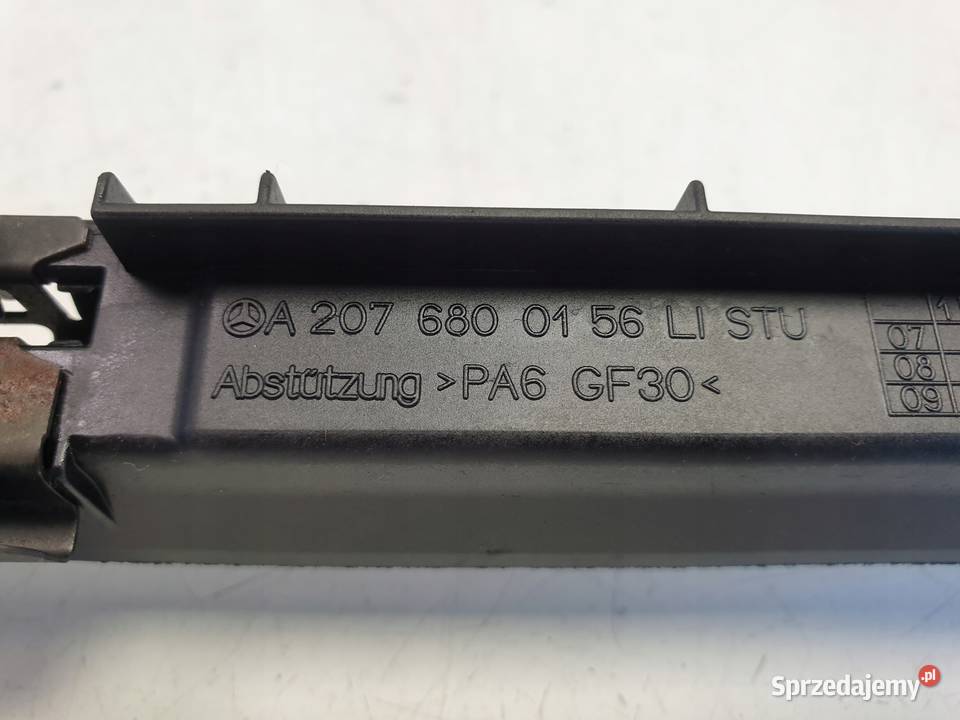 A 207 680 01 56 LI STU
Abstützung >PA6 GF30<
07
08
09
Sprzedajemy.pl